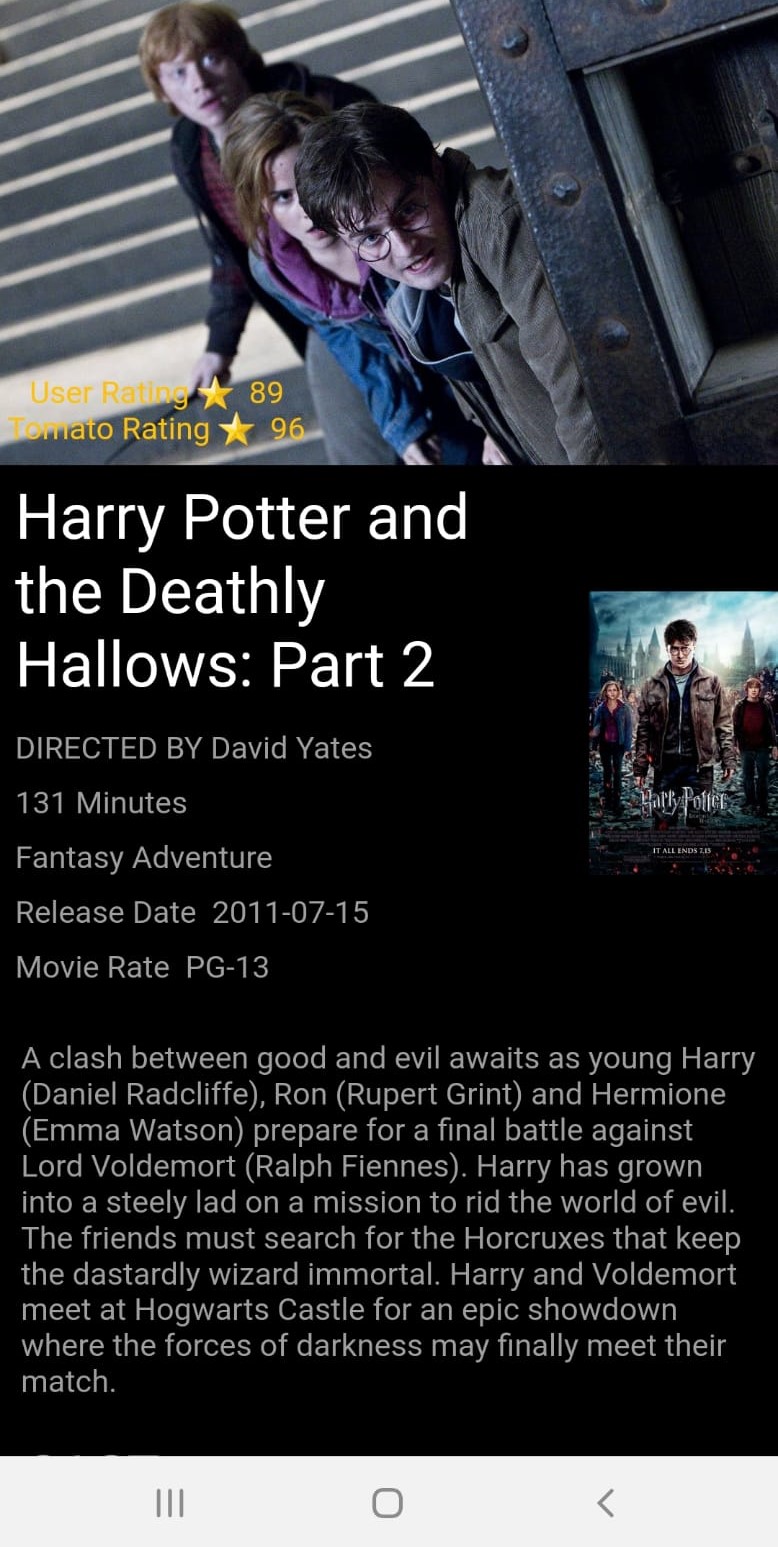 User Rating ⭐ 89
Tomato Rating ⭐ 96
Harry Potter and
the Deathly
Hallows: Part 2
DIRECTED BY David Yates
131 Minutes
Fantasy Adventure
Release Date 2011-07-15
Movie Rate PG-13
Harry Potter
IT ALL ENDS 7.15
A clash between good and evil awaits as young Harry
(Daniel Radcliffe), Ron (Rupert Grint) and Hermione
(Emma Watson) prepare for a final battle against
Lord Voldemort (Ralph Fiennes). Harry has grown
into a steely lad on a mission to rid the world of evil.
The friends must search for the Horcruxes that keep
the dastardly wizard immortal. Harry and Voldemort
meet at Hogwarts Castle for an epic showdown
where the forces of darkness may finally meet their
match.